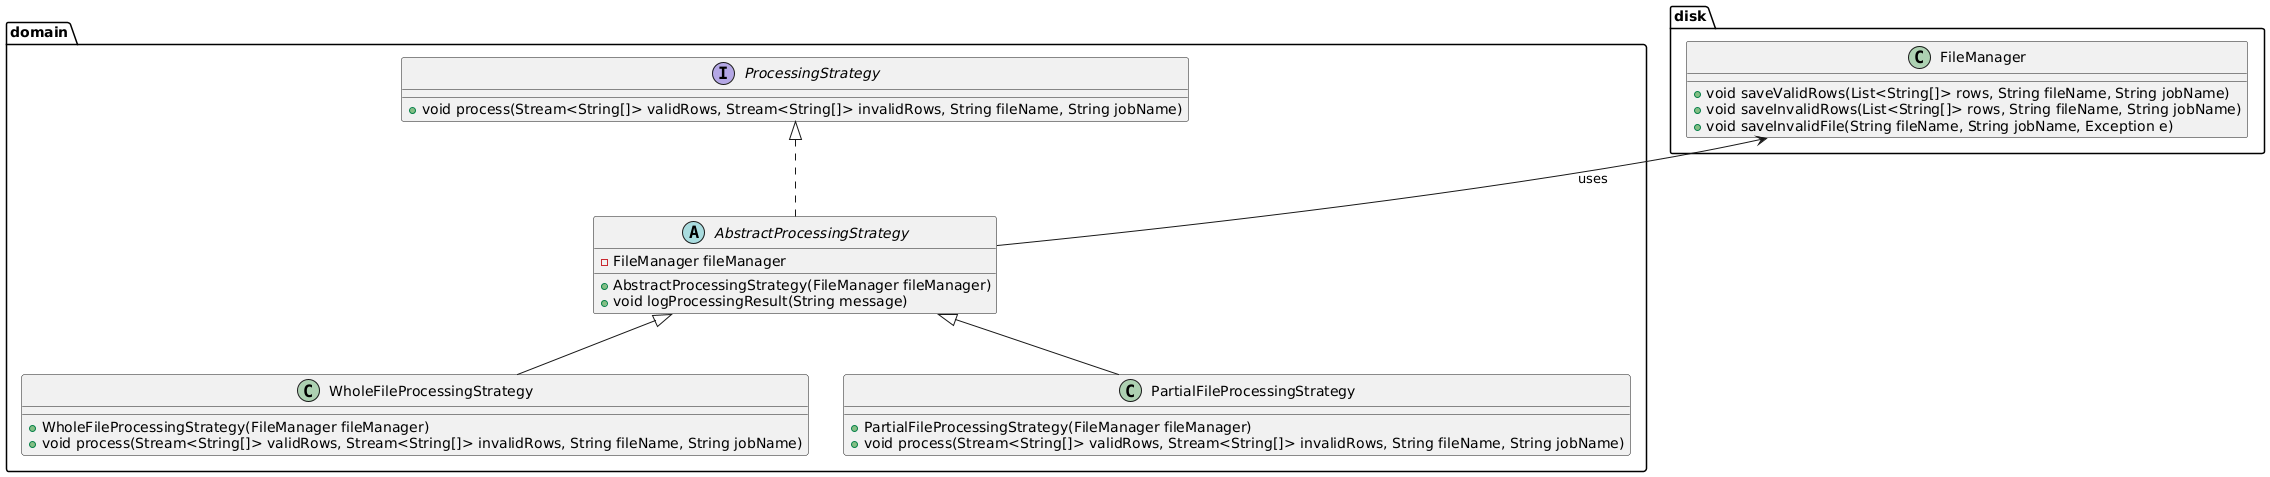 domain
I ProcessingStrategy
void process(Stream<String[]> validRows, Stream<String[]> invalidRows, String fileName, String jobName)
A AbstractProcessingStrategy
FileManager fileManager
AbstractProcessingStrategy(FileManager fileManager)
void logProcessingResult(String message)
C WholeFileProcessingStrategy
WholeFileProcessingStrategy(FileManager fileManager)
void process(Stream<String[]> validRows, Stream<String[]> invalidRows, String fileName, String jobName)
C PartialFileProcessingStrategy
PartialFileProcessingStrategy(FileManager fileManager)
void process(Stream<String[]> validRows, Stream<String[]> invalidRows, String fileName, String jobName)
disk
C FileManager
void saveValidRows(List<String[]> rows, String fileName, String jobName)
void saveInvalidRows(List<String[]> rows, String fileName, String jobName)
void saveInvalidFile(String fileName, String jobName, Exception e)
uses